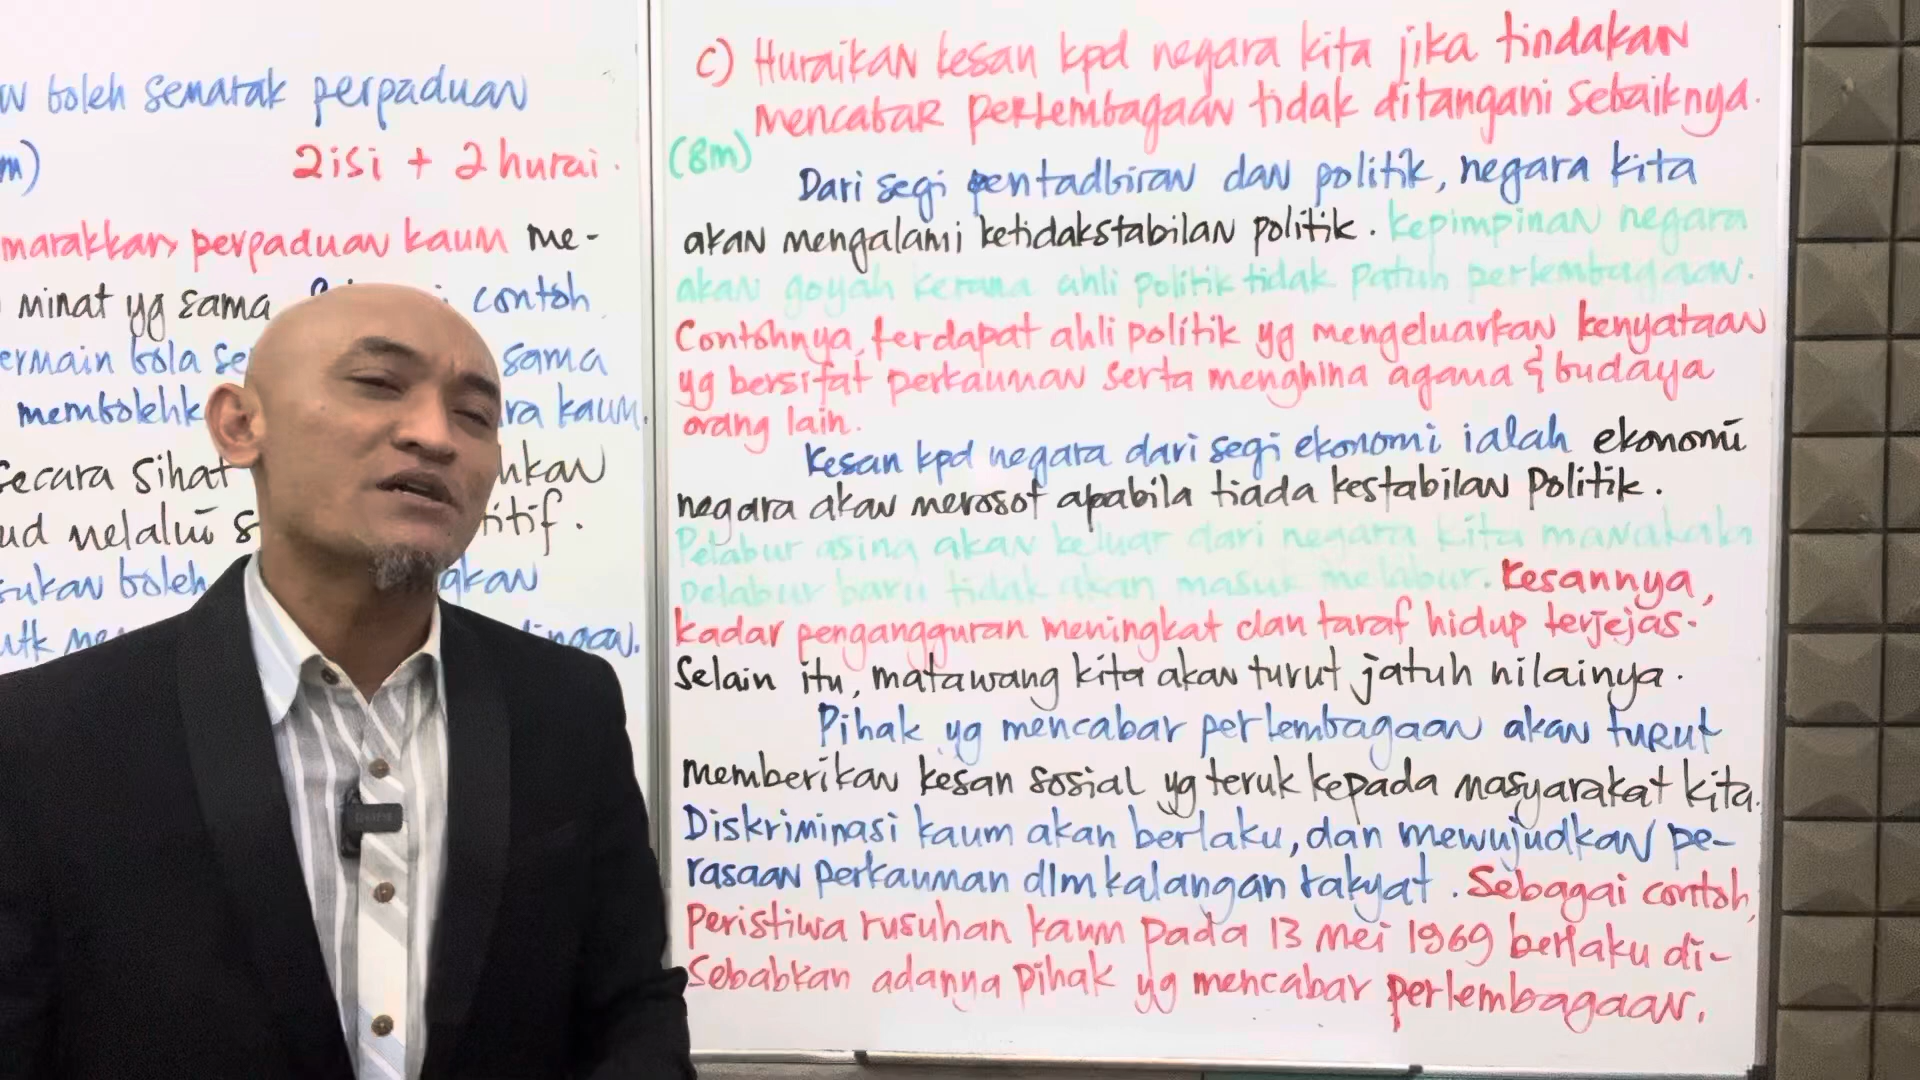 boleh semarak perpaduan
2 isi + 2 hurai.
marakkan perpaduan kaum me-
minat yg sama contoh
ermain bola sama
membolehk ra kaum.
secara sihat
melalui titif.
sukan boleh
utk
c) Huraikan kesan kpd negara kita jika tindakan
mencabar perlembagaan tidak ditangani sebaiknya.
(8m)
Dari segi pentadbiran dan politik, negara kita
akan mengalami ketidakstabilan politik. Kepimpinan negara
akan goyah kerana ahli politik tidak patuh perlembagaan.
Contohnya, terdapat ahli politik yg mengeluarkan kenyataan
yg bersifat perkauman serta menghina agama & budaya
orang lain.
Kesan kpd negara dari segi ekonomi ialah ekonomi
negara akan merosot apabila tiada kestabilan politik.
Pelabur asing akan keluar dari negara kita manakala
pelabur baru tidak akan masuk melabur. Kesannya,
kadar pengangguran meningkat dan taraf hidup terjejas.
Selain itu, matawang kita akan turut jatuh nilainya.
Pihak yg mencabar perlembagaan akan turut
memberikan kesan sosial yg teruk kepada masyarakat kita.
Diskriminasi kaum akan berlaku, dan mewujudkan pe-
rasaan perkauman dlm kalangan rakyat. Sebagai contoh,
peristiwa rusuhan kaum pada 13 Mei 1969 berlaku di-
sebabkan adanya pihak yg mencabar perlembagaan.